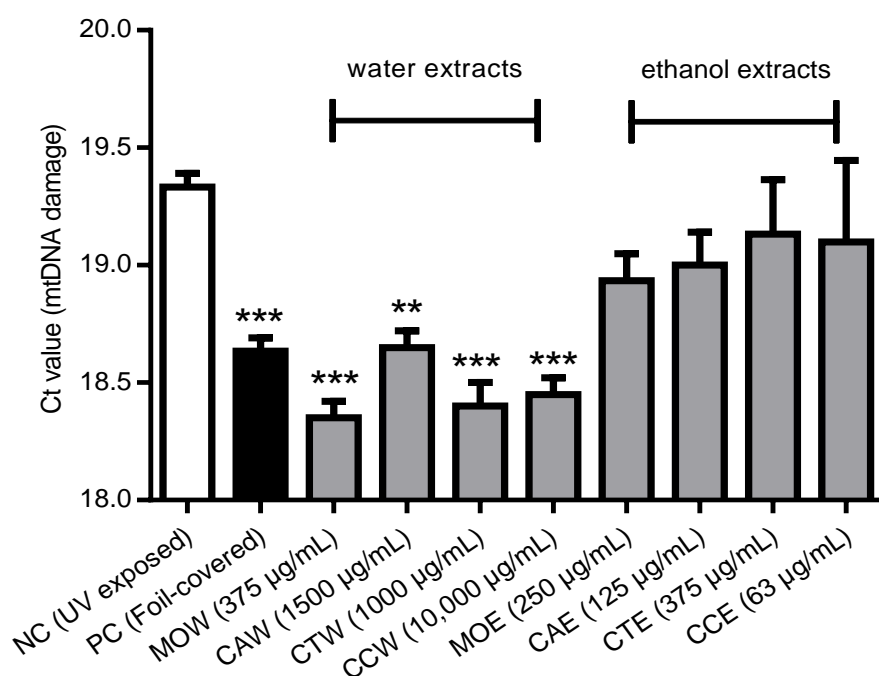 20.0
water extracts
ethanol extracts
19.5
19.0
18.5
18.0
Ct value (mtDNA damage)
***
***
**
***
***
NC (UV exposed)
PC (Foil-covered)
MOW (375 µg/mL)
CAW (1500 µg/mL)
CTW (1000 µg/mL)
CCW (10,000 µg/mL)
MOE (250 µg/mL)
CAE (125 µg/mL)
CTE (375 µg/mL)
CCE (63 µg/mL)